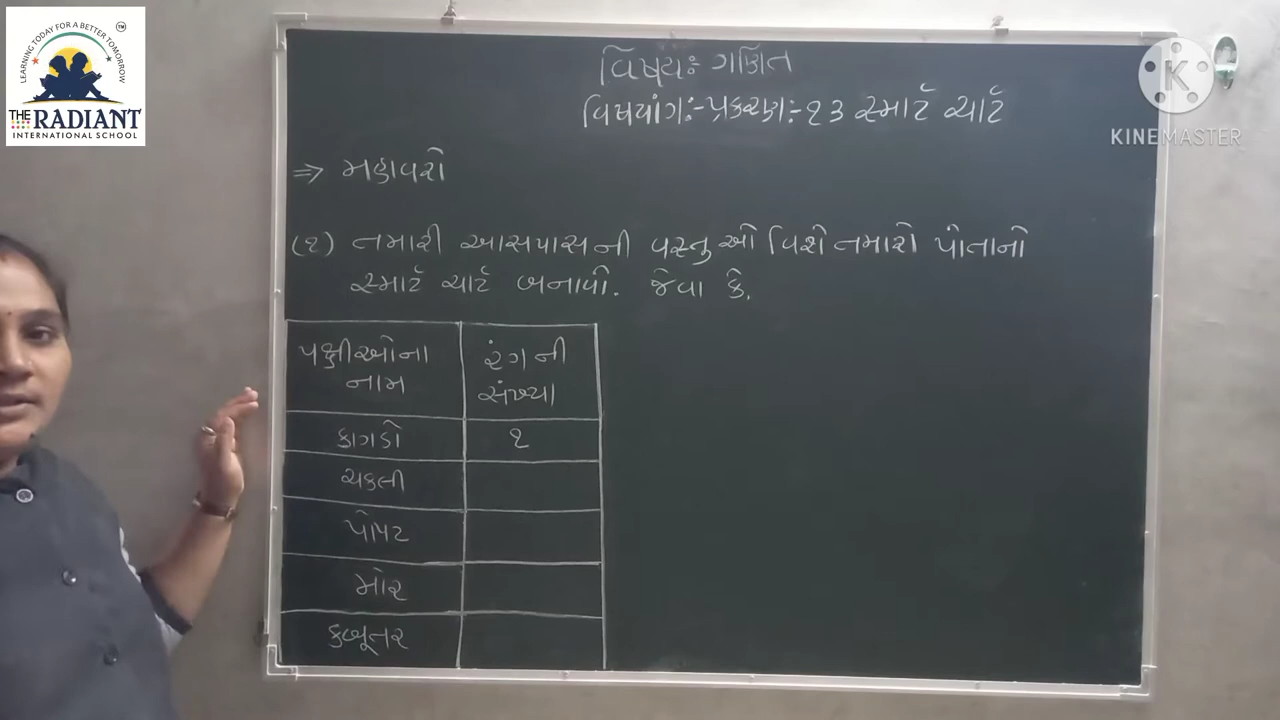 LEARNING TODAY FOR A BETTER TOMORROW
TM
THE RADIANT
INTERNATIONAL SCHOOL
K
KINEMASTER
વિષયઃ ગણિત
વિષયાંગઃ- પ્રકરણઃ- ૧૩ સ્માર્ટ ચાર્ટ
⇒ મહાવરો
(૧) તમારી આસપાસની વસ્તુઓ વિશે તમારો પોતાનો
સ્માર્ટ ચાર્ટ બનાવો. જેવા કે.
પક્ષીઓના રંગની
નામ સંખ્યા
કાગડો ૧
ચકલી
પોપટ
મોર
કબૂતર